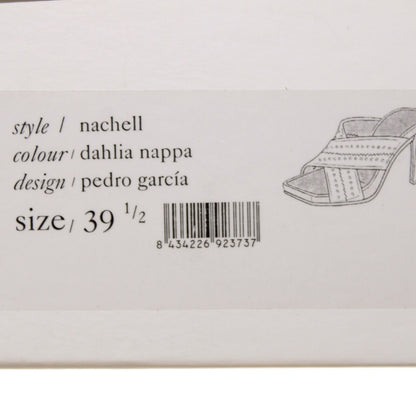 style / nachell
colour / dahlia nappa
design / pedro garcía
size / 39 1/2
8 434226 923737